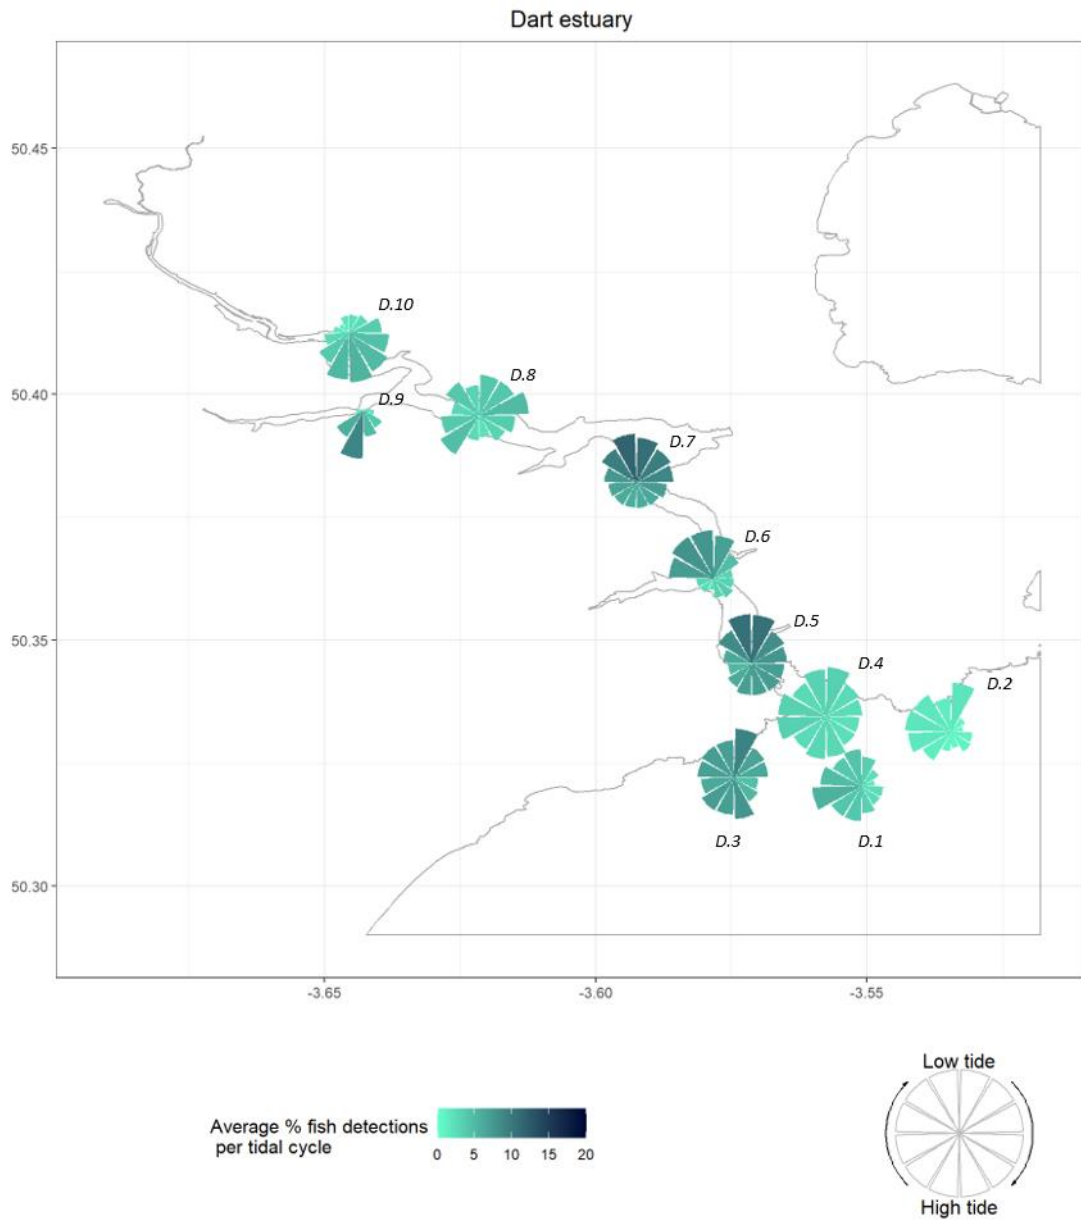 Dart estuary
50.45
50.40
50.35
50.30
D.10
D.8
D.9
D.7
D.6
D.5
D.4
D.2
D.3
D.1
-3.65
-3.60
-3.55
Average % fish detections
per tidal cycle
0 5 10 15 20
Low tide
High tide